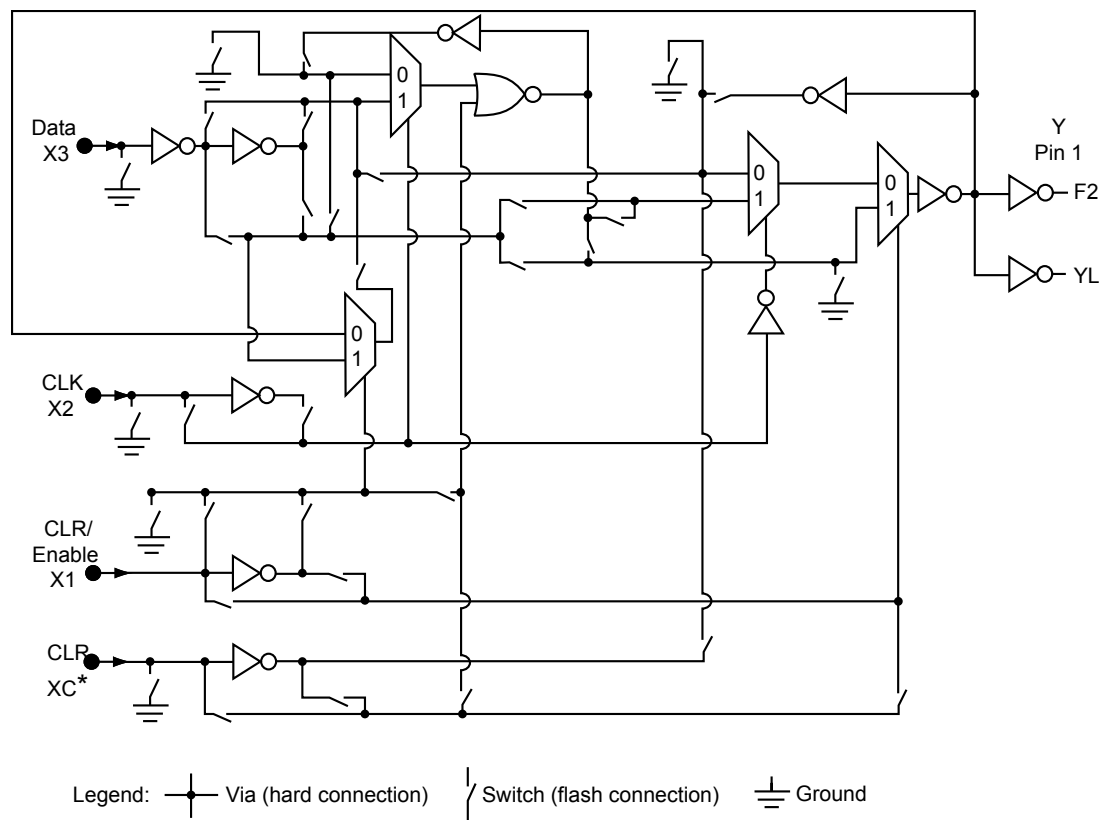 Data
X3
0
1
0
1
0
1
Y
Pin 1
F2
YL
0
1
CLK
X2
CLR/
Enable
X1
CLR
XC*
Legend:
Via (hard connection)
Switch (flash connection)
Ground